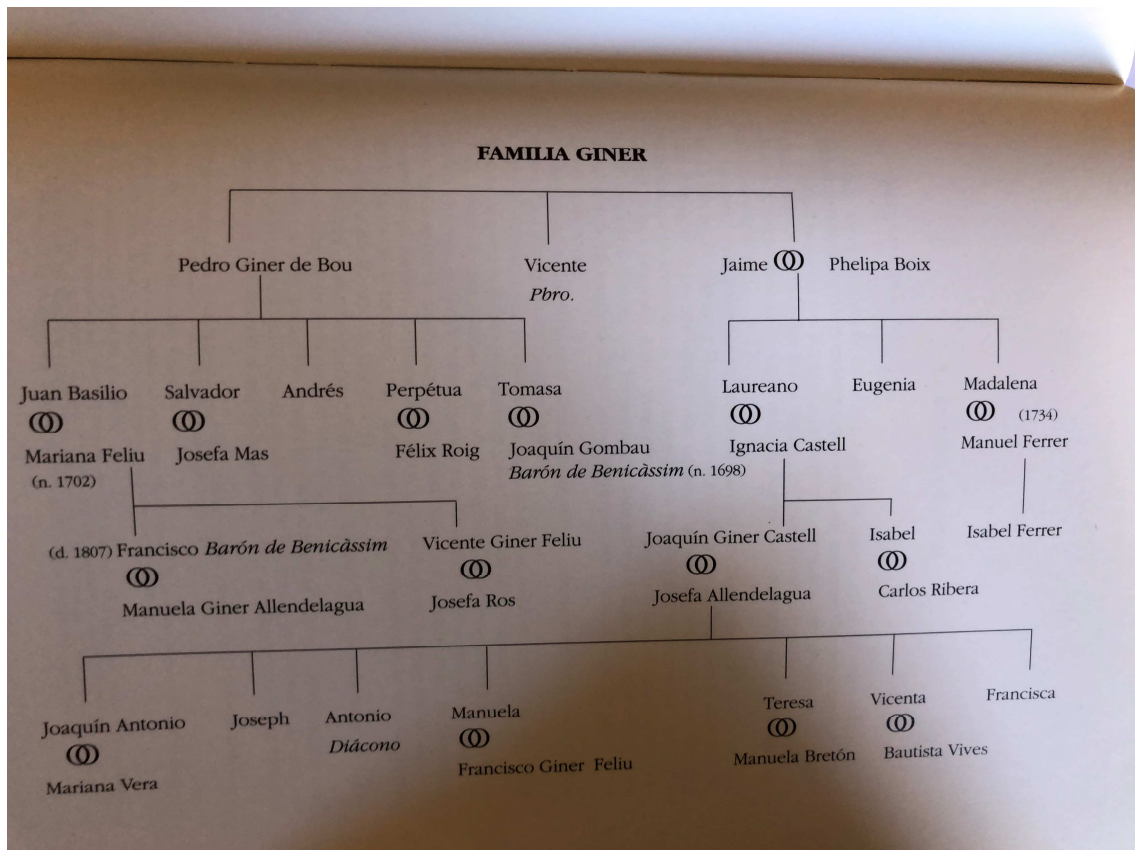 FAMILIA GINER
Pedro Giner de Bou
Vicente
Pbro.
Jaime
Phelipa Boix
Juan Basilio
Mariana Feliu
(n. 1702)
Salvador
Josefa Mas
Andrés
Perpétua
Félix Roig
Tomasa
Joaquín Gombau
Barón de Benicàssim (n. 1698)
Laureano
Ignacia Castell
Eugenia
Madalena
(1734)
Manuel Ferrer
(d. 1807) Francisco Barón de Benicàssim
Manuela Giner Allendelagua
Vicente Giner Feliu
Josefa Ros
Joaquín Giner Castell
Josefa Allendelagua
Isabel
Carlos Ribera
Isabel Ferrer
Joaquín Antonio
Mariana Vera
Joseph
Antonio
Diácono
Manuela
Francisco Giner Feliu
Teresa
Manuela Bretón
Vicenta
Bautista Vives
Francisca